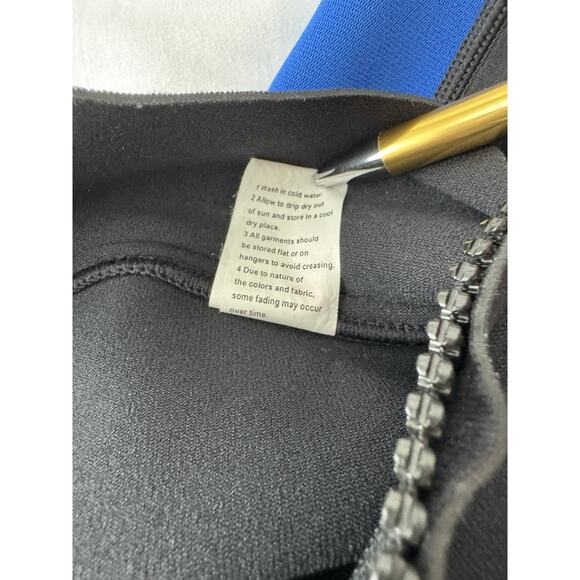 1 Wash in cold water.
2 Allow to drip dry out
of sun and store in a cool
dry place.
3 All garments should
be stored flat or on
hangers to avoid creasing.
4 Due to nature of
the colors and fabric,
some fading may occur
over time.